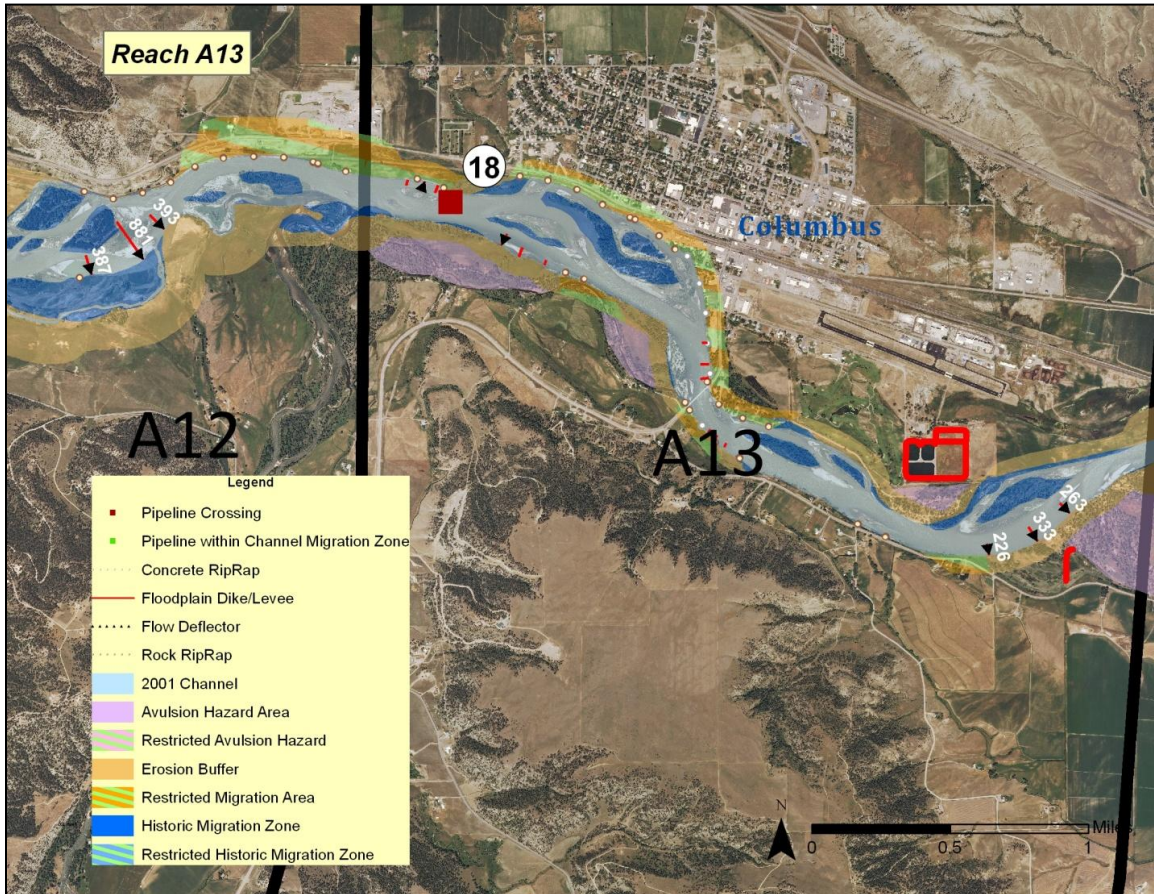 Reach A13
18
Columbus
393
881
387
A12
A13
263
333
226
Legend
Pipeline Crossing
Pipeline within Channel Migration Zone
Concrete RipRap
Floodplain Dike/Levee
Flow Deflector
Rock RipRap
2001 Channel
Avulsion Hazard Area
Restricted Avulsion Hazard
Erosion Buffer
Restricted Migration Area
Historic Migration Zone
Restricted Historic Migration Zone
N
Miles
0 0.5 1